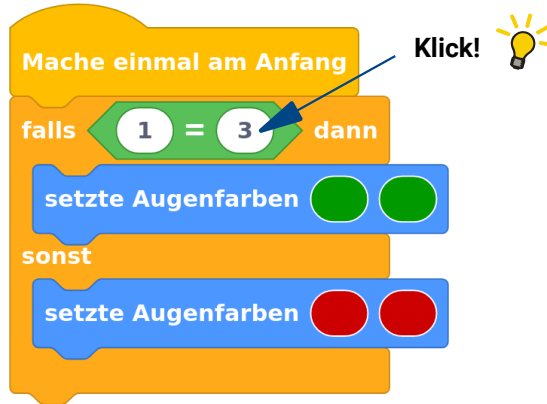 Klick!
Mache einmal am Anfang
falls 1 = 3 dann
setzte Augenfarben
sonst
setzte Augenfarben